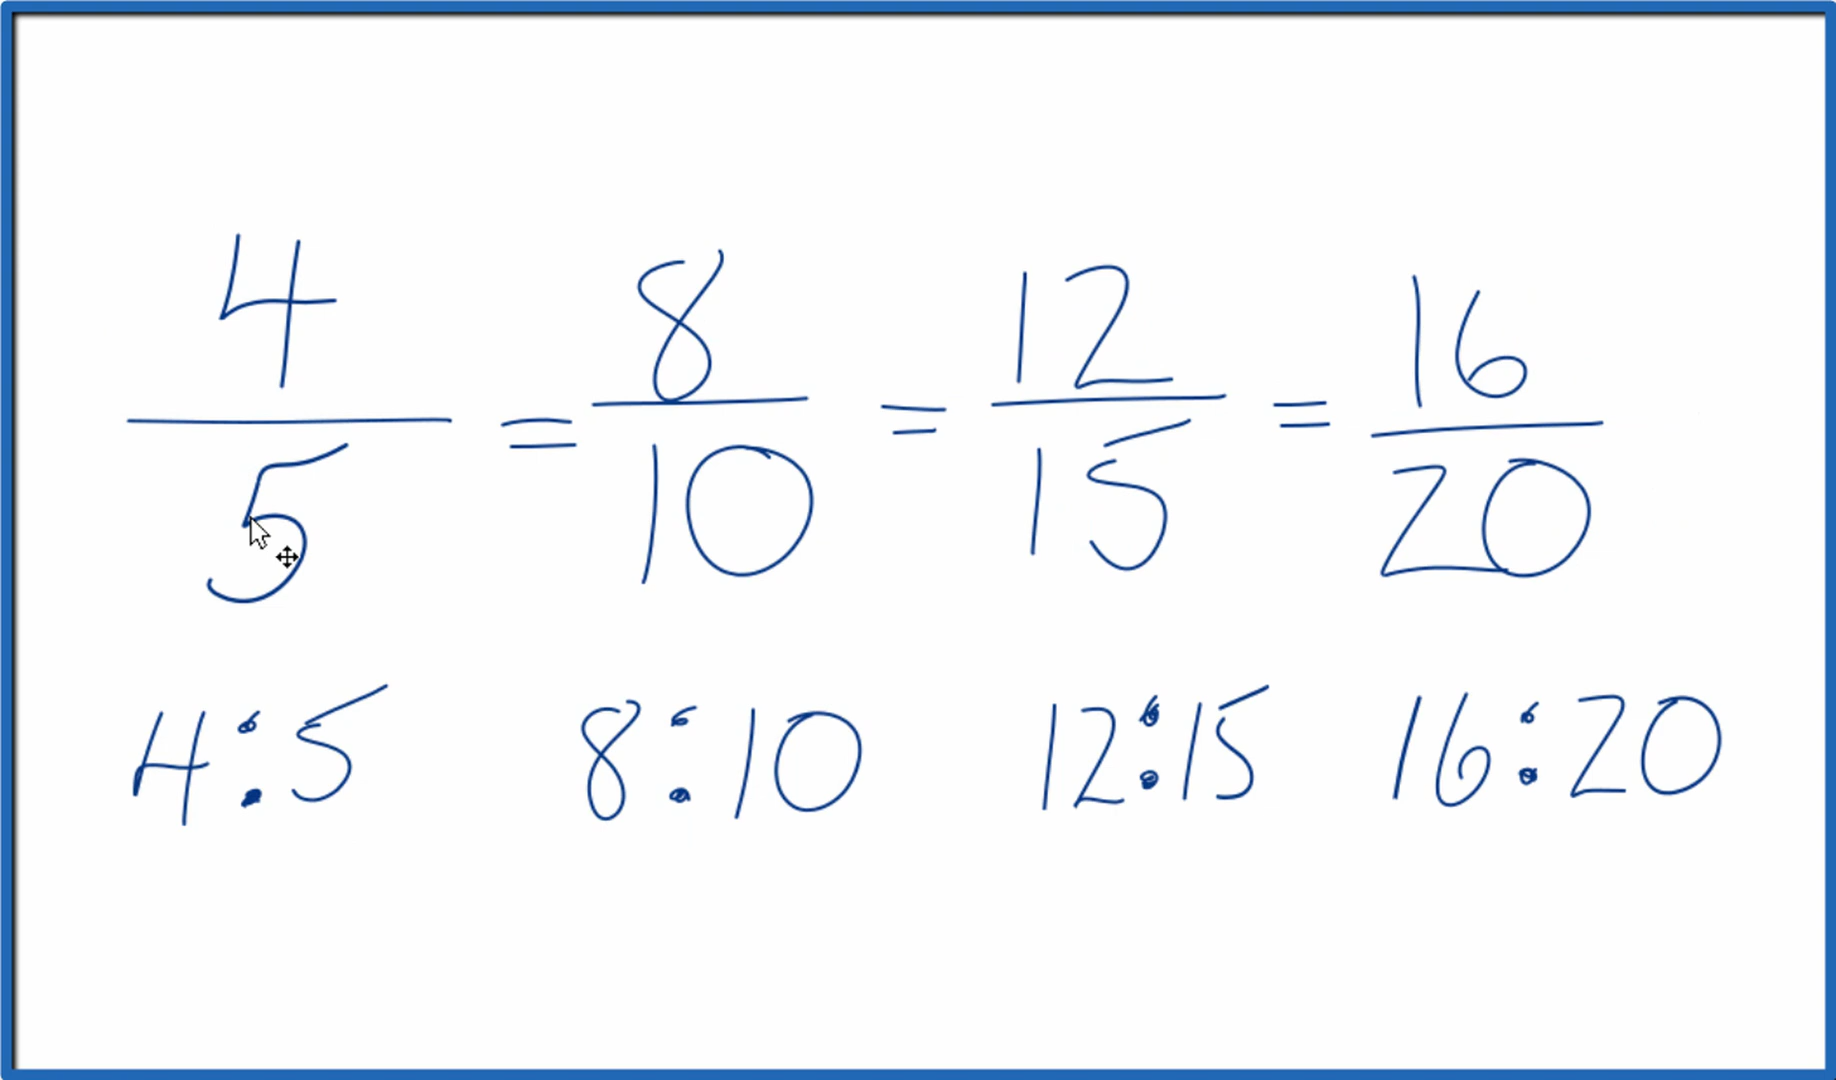 4/5 = 8/10 = 12/15 = 16/20
4:5 8:10 12:15 16:20